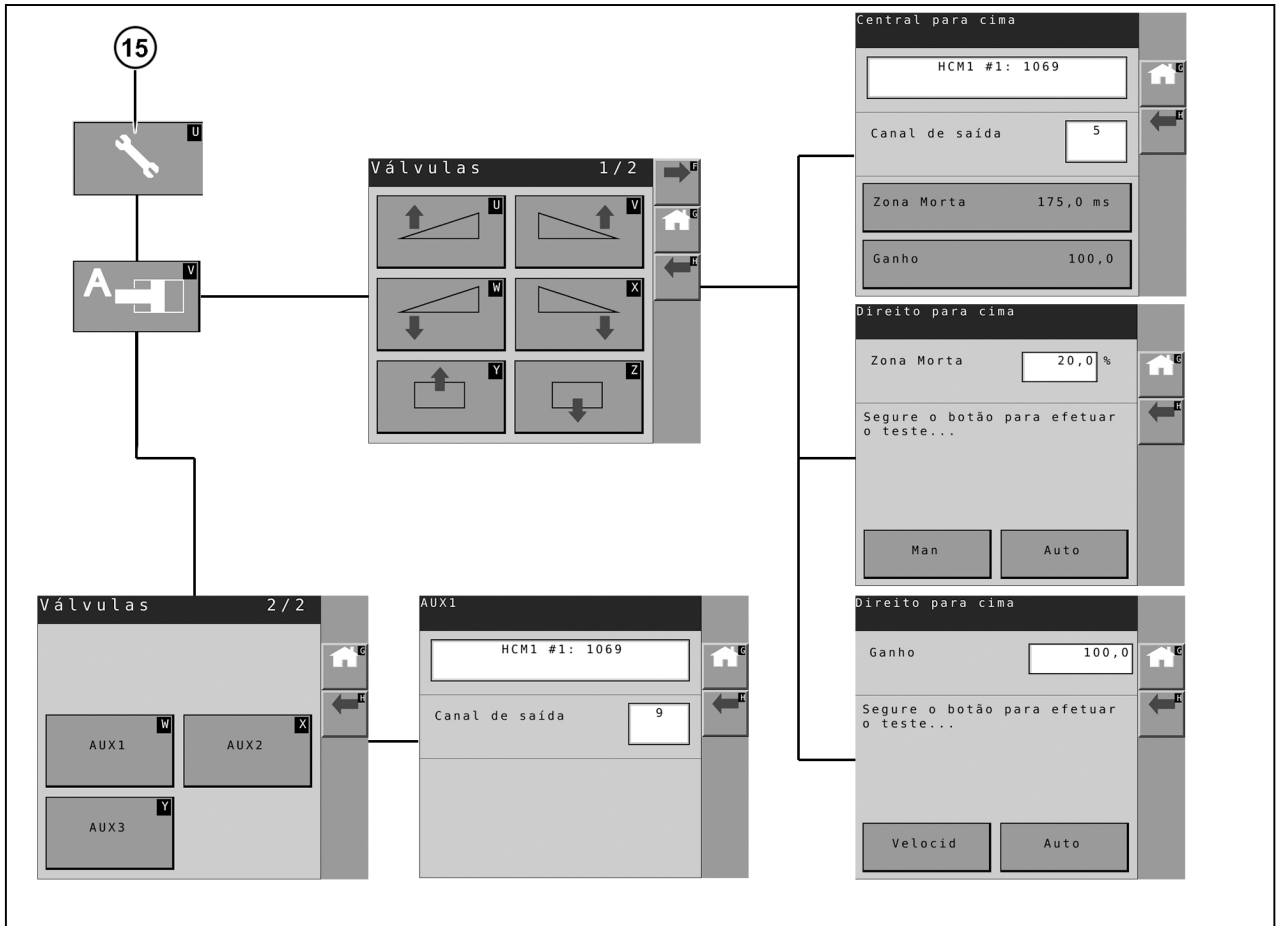 15
U
A
V
Válvulas 1/2
F
G
H
U
V
W
X
Y
Z
Central para cima
HCM1 #1: 1069
Canal de saída 5
Zona Morta 175,0 ms
Ganho 100,0
G
H
Direito para cima
Zona Morta 20,0 %
Segure o botão para efetuar
o teste...
Man Auto
G
H
Direito para cima
Ganho 100,0
Segure o botão para efetuar
o teste...
Velocid Auto
G
H
Válvulas 2/2
G
H
W
AUX1
X
AUX2
Y
AUX3
AUX1
HCM1 #1: 1069
Canal de saída 9
G
H